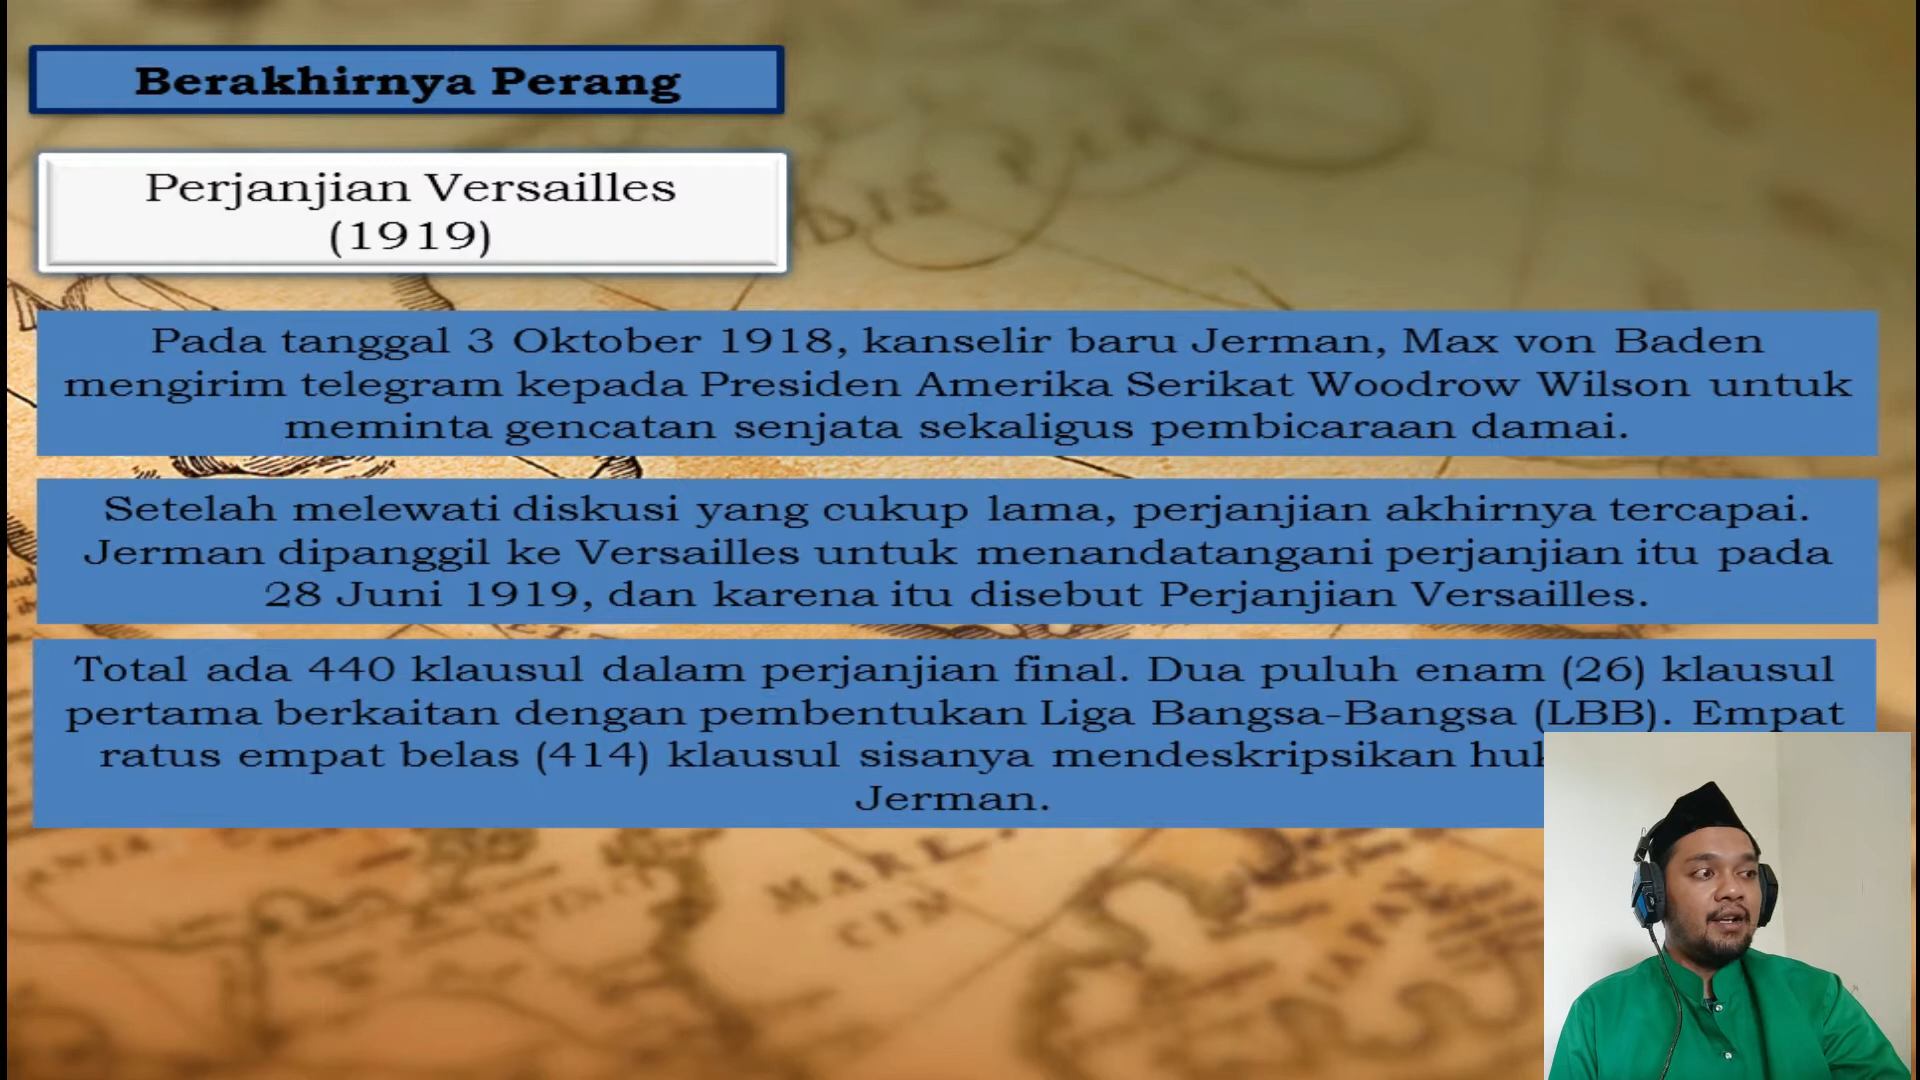 Berakhirnya Perang
Perjanjian Versailles
(1919)
Pada tanggal 3 Oktober 1918, kanselir baru Jerman, Max von Baden
mengirim telegram kepada Presiden Amerika Serikat Woodrow Wilson untuk
meminta gencatan senjata sekaligus pembicaraan damai.
Setelah melewati diskusi yang cukup lama, perjanjian akhirnya tercapai.
Jerman dipanggil ke Versailles untuk menandatangani perjanjian itu pada
28 Juni 1919, dan karena itu disebut Perjanjian Versailles.
Total ada 440 klausul dalam perjanjian final. Dua puluh enam (26) klausul
pertama berkaitan dengan pembentukan Liga Bangsa-Bangsa (LBB). Empat
ratus empat belas (414) klausul sisanya mendeskripsikan
Jerman.
MARE
CIN